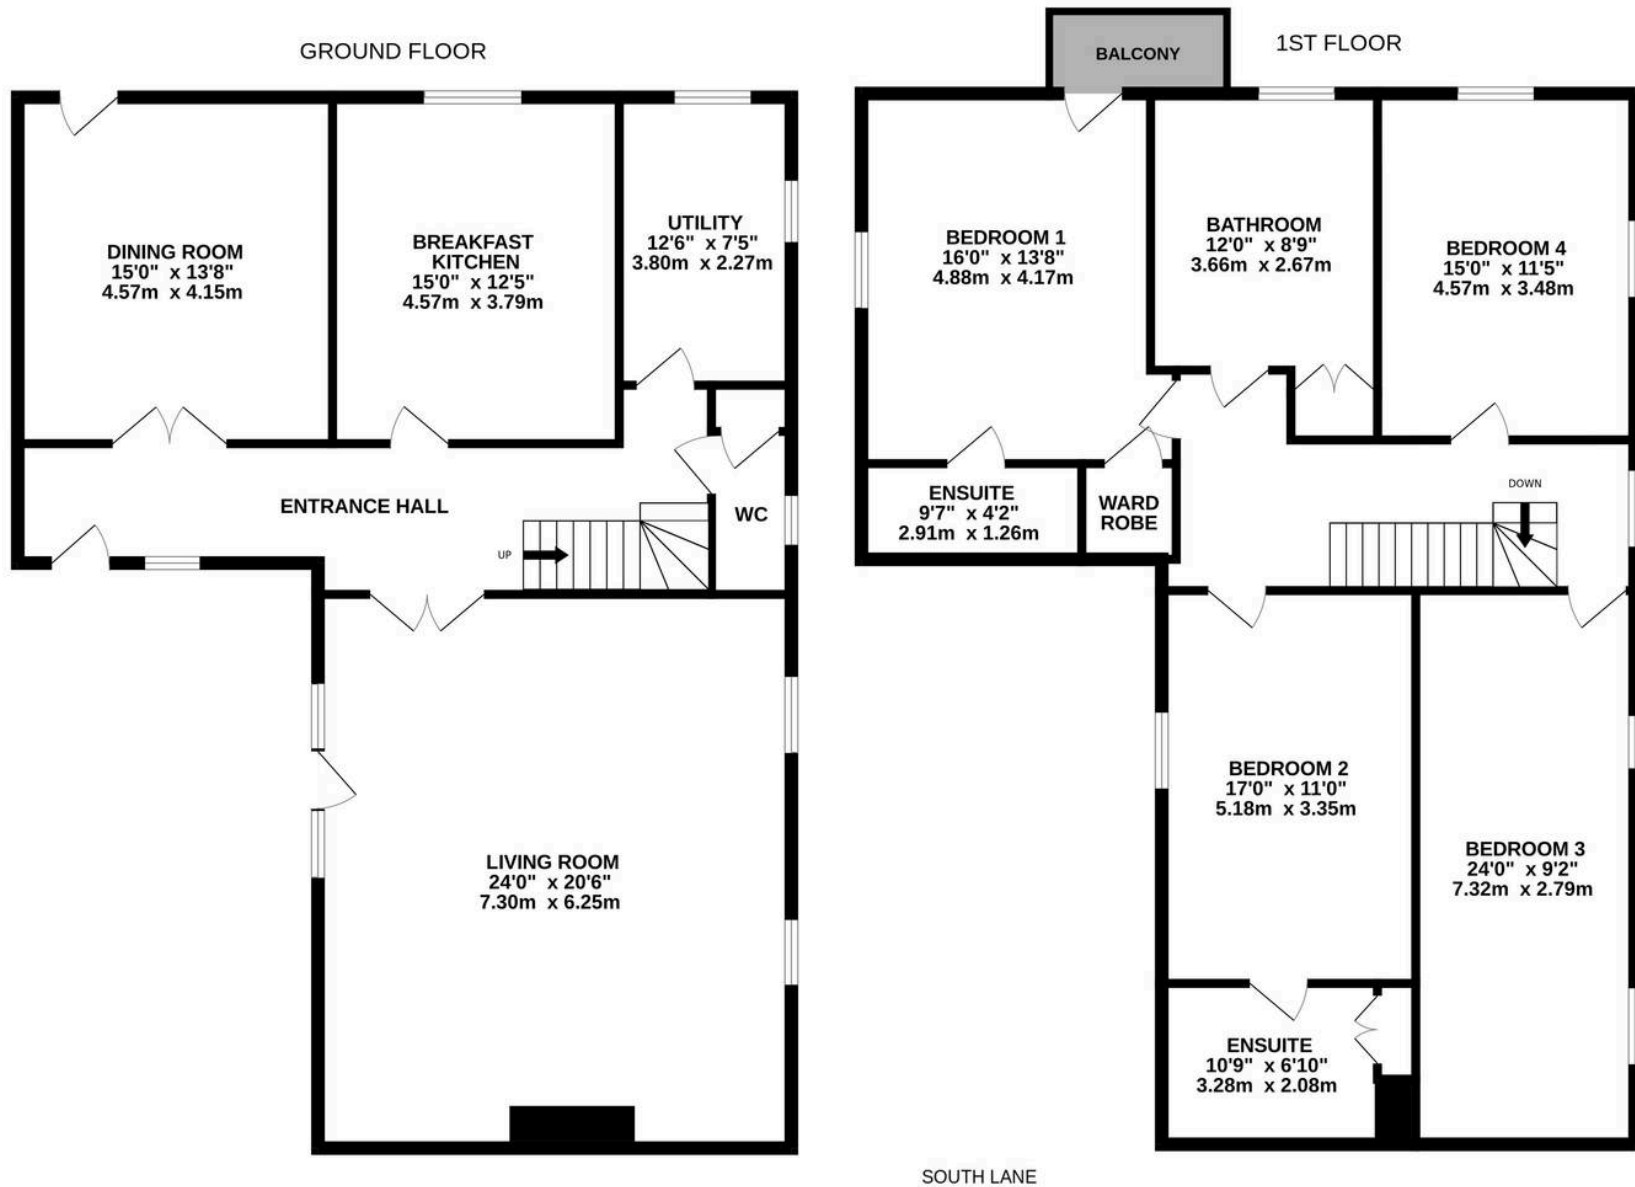 GROUND FLOOR
DINING ROOM
15'0" x 13'8"
4.57m x 4.15m
BREAKFAST
KITCHEN
15'0" x 12'5"
4.57m x 3.79m
UTILITY
12'6" x 7'5"
3.80m x 2.27m
ENTRANCE HALL
WC
UP
LIVING ROOM
24'0" x 20'6"
7.30m x 6.25m
1ST FLOOR
BALCONY
BEDROOM 1
16'0" x 13'8"
4.88m x 4.17m
BATHROOM
12'0" x 8'9"
3.66m x 2.67m
BEDROOM 4
15'0" x 11'5"
4.57m x 3.48m
ENSUITE
9'7" x 4'2"
2.91m x 1.26m
WARD
ROBE
DOWN
BEDROOM 2
17'0" x 11'0"
5.18m x 3.35m
BEDROOM 3
24'0" x 9'2"
7.32m x 2.79m
ENSUITE
10'9" x 6'10"
3.28m x 2.08m
SOUTH LANE